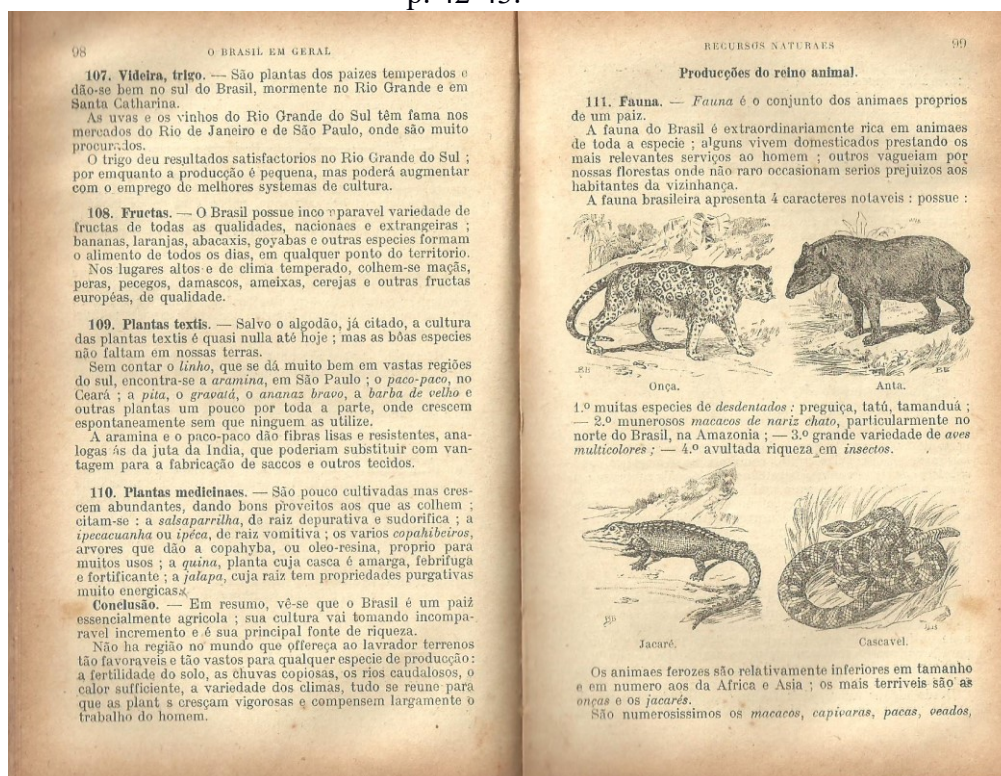 p. 42-43.
98 O BRASIL EM GERAL
107. Videira, trigo. — São plantas dos paizes temperados e
dão-se bem no sul do Brasil, mormente no Rio Grande e em
Santa Catharina.
As uvas e os vinhos do Rio Grande do Sul têm fama nos
mercados do Rio de Janeiro e de São Paulo, onde são muito
procurados.
O trigo deu resultados satisfactorios no Rio Grande do Sul ;
por emquanto a producção é pequena, mas poderá augmentar
com o emprego de melhores systemas de cultura.
108. Fructas. — O Brasil possue incomparavel variedade de
fructas de todas as qualidades, nacionaes e extrangeiras ;
bananas, laranjas, abacaxis, goyabas e outras especies formam
o alimento de todos os dias, em qualquer ponto do territorio.
Nos lugares altos e de clima temperado, colhem-se maçãs,
peras, pecegos, damascos, ameixas, cerejas e outras fructas
européas, de qualidade.
109. Plantas textis. — Salvo o algodão, já citado, a cultura
das plantas textis é quasi nulla até hoje ; mas as bôas especies
não faltam em nossas terras.
Sem contar o linho, que se dá muito bem em vastas regiões
do sul, encontra-se a aramina, em São Paulo ; o paco-paco, no
Ceará ; a pita, o gravatá, o ananaz bravo, a barba de velho e
outras plantas um pouco por toda a parte, onde crescem
espontaneamente sem que ninguem as utilize.
A aramina e o paco-paco dão fibras lisas e resistentes, ana-
logas ás da juta da India, que poderiam substituir com van-
tagem para a fabricação de saccos e outros tecidos.
110. Plantas medicinaes. — São pouco cultivadas mas cres-
cem abundantes, dando bons proveitos aos que as colhem ;
citam-se : a salsaparrilha, de raiz depurativa e sudorifica ; a
ipecacuanha ou ipéca, de raiz vomitiva ; os varios copahibeiros,
arvores que dão a copahyba, ou oleo-resina, proprio para
muitos usos ; a quina, planta cuja casca é amarga, febrifuga
e fortificante ; a jalapa, cuja raiz tem propriedades purgativas
muito energicas.
Conclusão. — Em resumo, vê-se que o Brasil é um paiz
essencialmente agricola ; sua cultura vai tomando incompa-
ravel incremento e é sua principal fonte de riqueza.
Não ha região no mundo que offereça ao lavrador terrenos
tão favoraveis e tão vastos para qualquer especie de producção :
a fertilidade do solo, as chuvas copiosas, os rios caudalosos, o
calor sufficiente, a variedade dos climas, tudo se reune para
que as plant s cresçam vigorosas e compensem largamente o
trabalho do homem.
RECURSOS NATURAES 99
Producções do reino animal.
111. Fauna. — Fauna é o conjunto dos animaes proprios
de um paiz.
A fauna do Brasil é extraordinariamente rica em animaes
de toda a especie ; alguns vivem domesticados prestando os
mais relevantes serviços ao homem ; outros vagueiam por
nossas florestas onde não raro occasionam serios prejuizos aos
habitantes da vizinhança.
A fauna brasileira apresenta 4 caracteres notaveis : possue :
Onça. Anta.
1.º muitas especies de desdentados : preguiça, tatú, tamanduá ;
— 2.º munerosos macacos de nariz chato, particularmente no
norte do Brasil, na Amazonia ; — 3.º grande variedade de aves
multicolores ; — 4.º avultada riqueza em insectos.
Jacaré. Cascavel.
Os animaes ferozes são relativamente inferiores em tamanho
e em numero aos da Africa e Asia ; os mais terriveis são as
onças e os jacarés.
São numerosissimos os macacos, capivaras, pacas, veados,